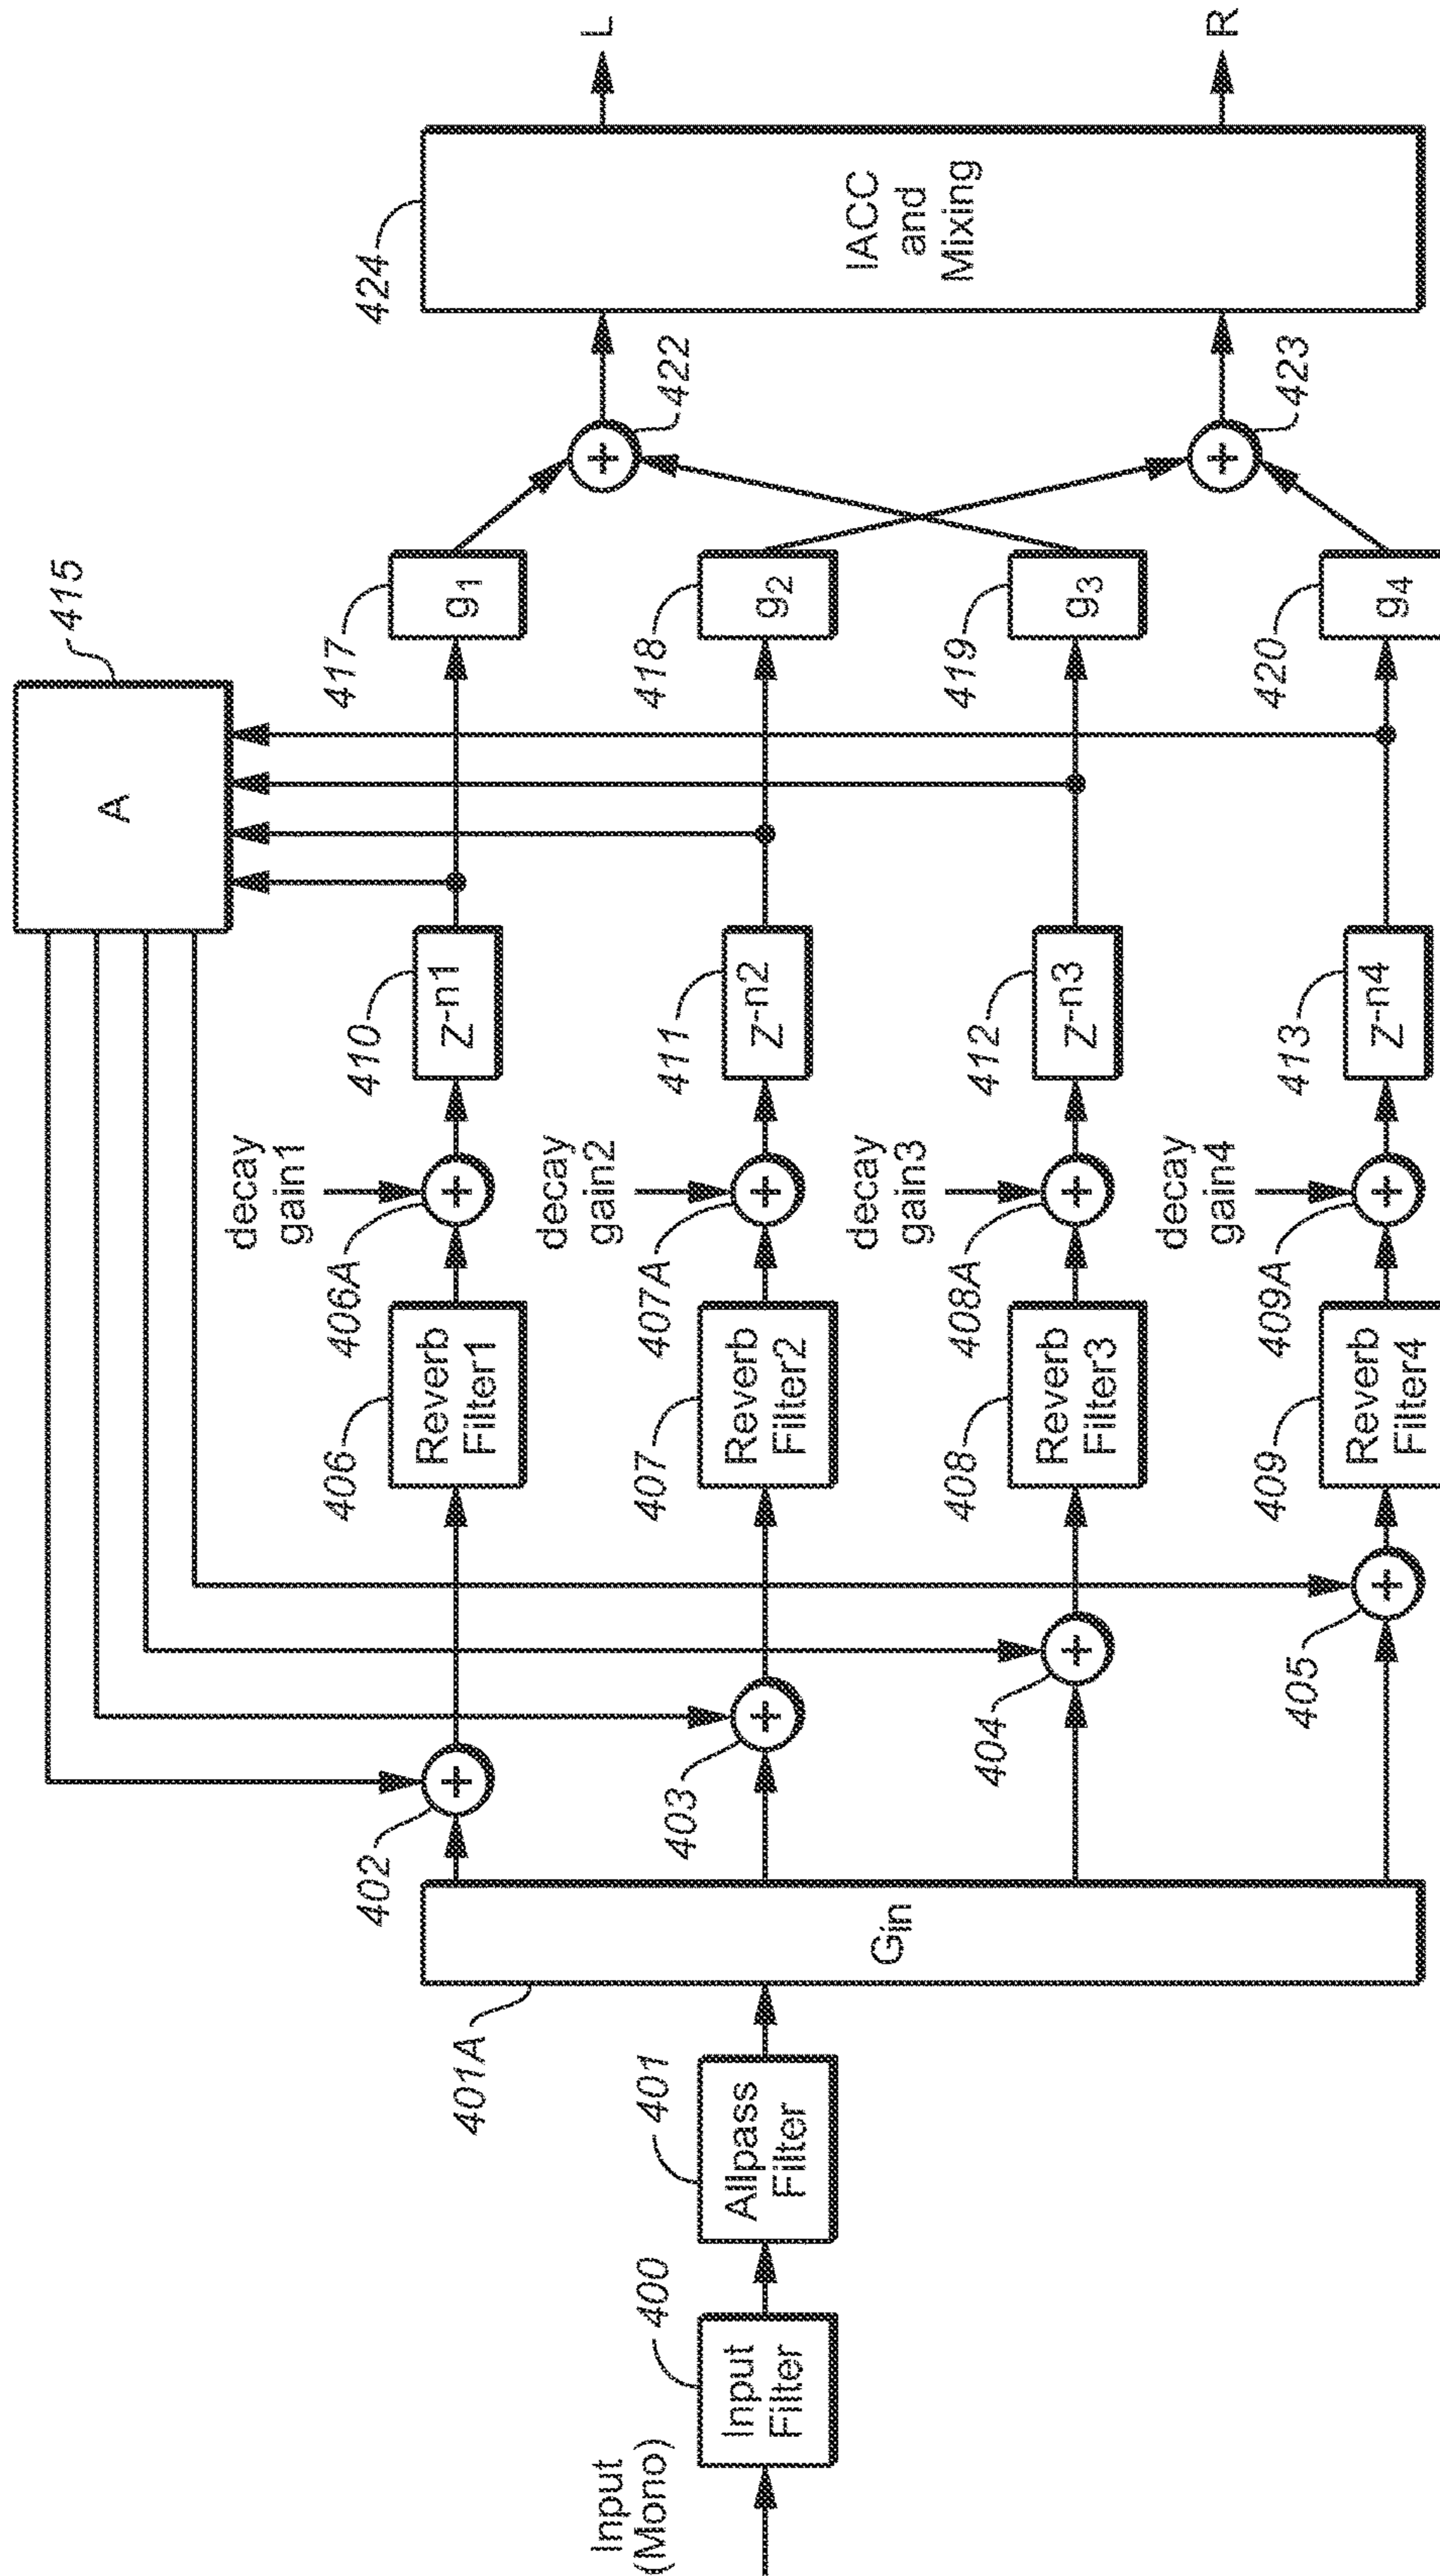 Input
(Mono)
400
Input
Filter
401
Allpass
Filter
401A
Gin
402
403
404
405
415
A
406
Reverb
Filter1
406A
decay
gain1
410
z-n1
417
g1
407
Reverb
Filter2
407A
decay
gain2
411
z-n2
418
g2
408
Reverb
Filter3
408A
decay
gain3
412
z-n3
419
g3
409
Reverb
Filter4
409A
decay
gain4
413
z-n4
420
g4
+
+
+
+
+
+
+
+
+
+
422
423
424
IACC
and
Mixing
L
R